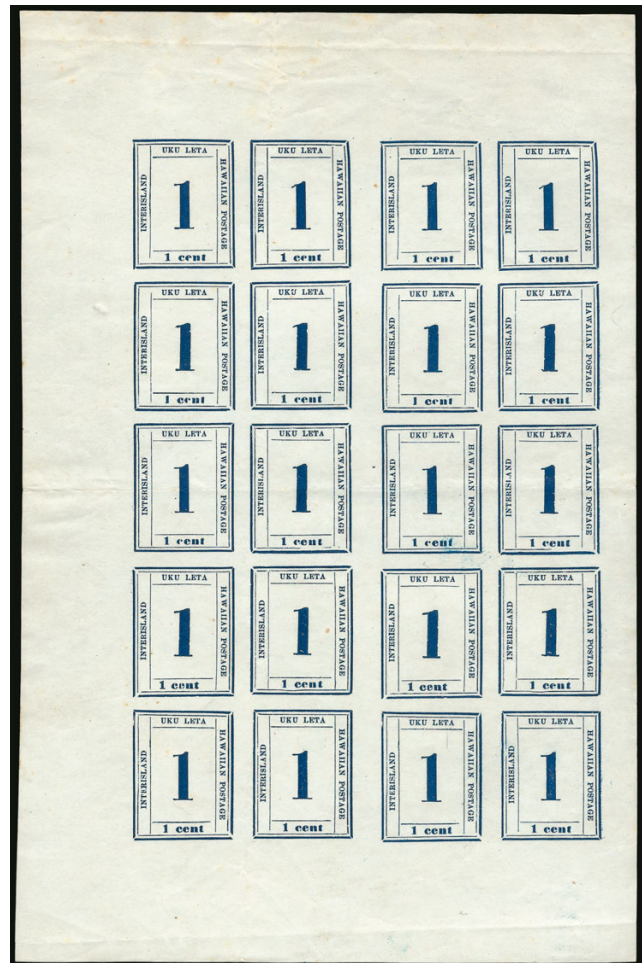 UKU LETA
INTERISLAND
1
HAWAIIAN POSTAGE
1 cent
UKU LETA
INTERISLAND
1
HAWAIIAN POSTAGE
1 cent
UKU LETA
INTERISLAND
1
HAWAIIAN POSTAGE
1 cent
UKU LETA
INTERISLAND
1
HAWAIIAN POSTAGE
1 cent
UKU LETA
INTERISLAND
1
HAWAIIAN POSTAGE
1 cent
UKU LETA
INTERISLAND
1
HAWAIIAN POSTAGE
1 cent
UKU LETA
INTERISLAND
1
HAWAIIAN POSTAGE
1 cent
UKU LETA
INTERISLAND
1
HAWAIIAN POSTAGE
1 cent
UKU LETA
INTERISLAND
1
HAWAIIAN POSTAGE
1 cent
UKU LETA
INTERISLAND
1
HAWAIIAN POSTAGE
1 cent
UKU LETA
INTERISLAND
1
HAWAIIAN POSTAGE
1 cent
UKU LETA
INTERISLAND
1
HAWAIIAN POSTAGE
1 cent
UKU LETA
INTERISLAND
1
HAWAIIAN POSTAGE
1 cent
UKU LETA
INTERISLAND
1
HAWAIIAN POSTAGE
1 cent
UKU LETA
INTERISLAND
1
HAWAIIAN POSTAGE
1 cent
UKU LETA
INTERISLAND
1
HAWAIIAN POSTAGE
1 cent
UKU LETA
INTERISLAND
1
HAWAIIAN POSTAGE
1 cent
UKU LETA
INTERISLAND
1
HAWAIIAN POSTAGE
1 cent
UKU LETA
INTERISLAND
1
HAWAIIAN POSTAGE
1 cent
UKU LETA
INTERISLAND
1
HAWAIIAN POSTAGE
1 cent